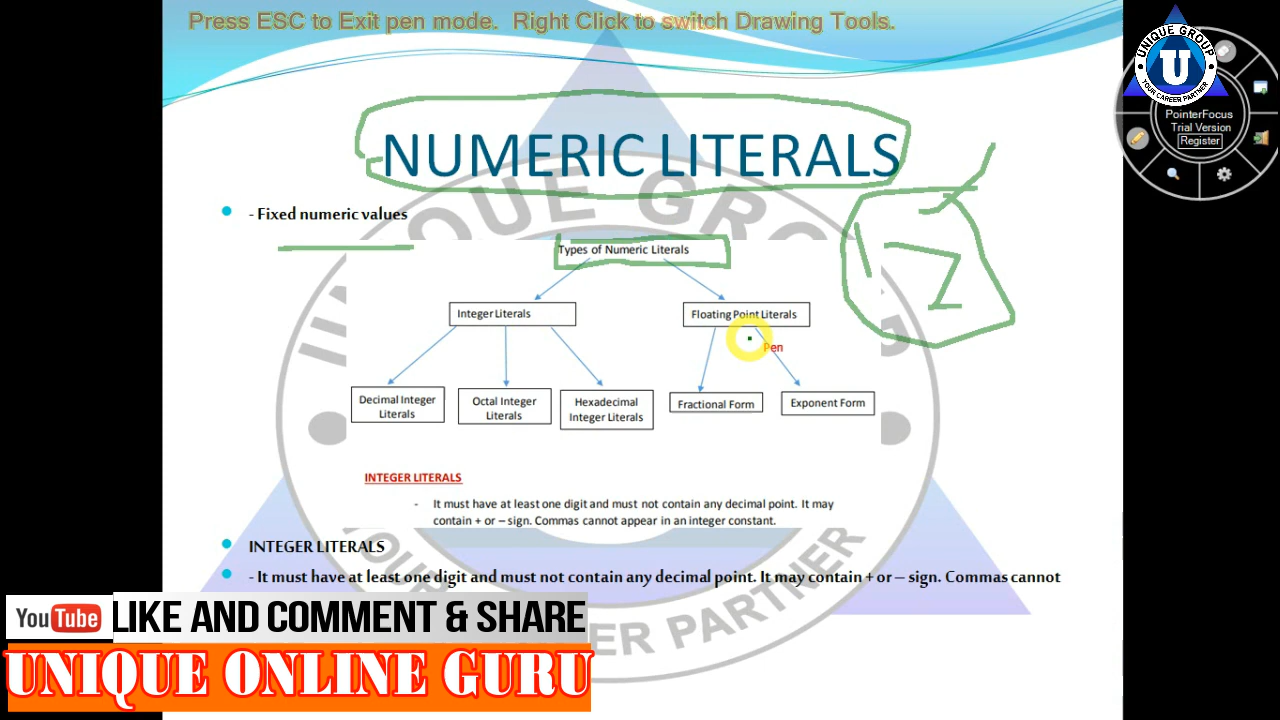 Press ESC to Exit pen mode. Right Click to switch Drawing Tools.
UNIQUE GROUP
U
YOUR CAREER PARTNER
PointerFocus
Trial Version
Register
NUMERIC LITERALS
- Fixed numeric values
Types of Numeric Literals
Integer Literals
Floating Point Literals
Pen
Decimal Integer
Literals
Octal Integer
Literals
Hexadecimal
Integer Literals
Fractional Form
Exponent Form
INTEGER LITERALS
- It must have at least one digit and must not contain any decimal point. It may
contain + or – sign. Commas cannot appear in an integer constant.
INTEGER LITERALS
- It must have at least one digit and must not contain any decimal point. It may contain + or – sign. Commas cannot
YouTube LIKE AND COMMENT & SHARE
UNIQUE ONLINE GURU